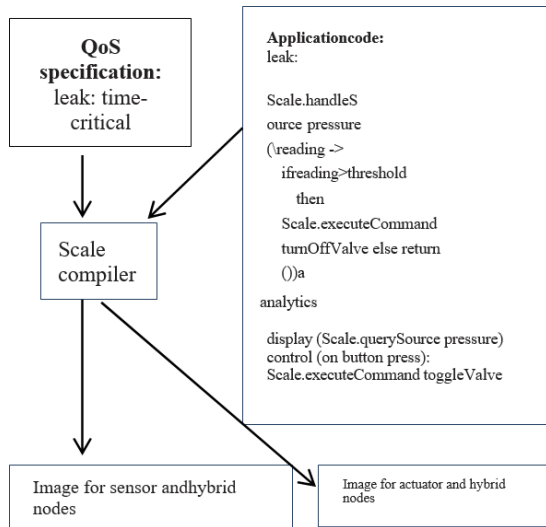 QoS
specification:
leak: time-
critical
Applicationcode:
leak:
Scale.handleS
ource pressure
(\reading ->
ifreading>threshold
then
Scale.executeCommand
turnOffValve else return
())a
analytics
display (Scale.querySource pressure)
control (on button press):
Scale.executeCommand toggleValve
Scale
compiler
Image for sensor andhybrid
nodes
Image for actuator and hybrid
nodes